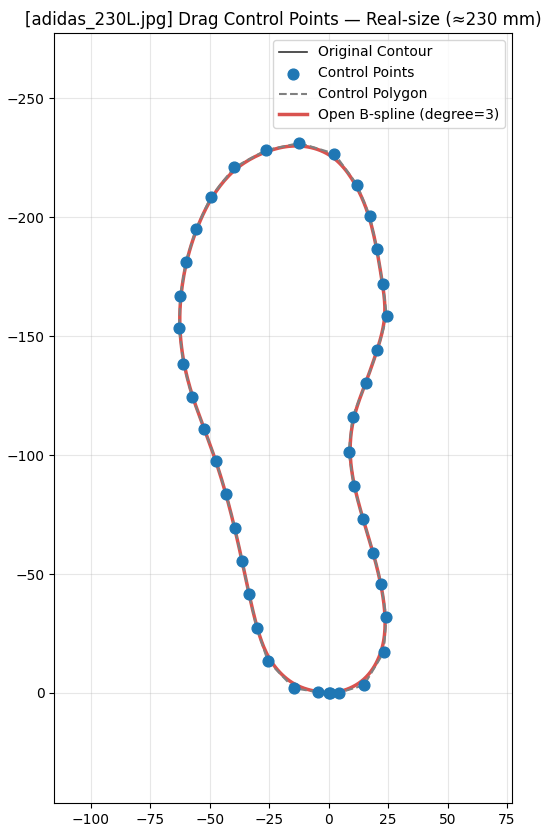 [adidas_230L.jpg] Drag Control Points — Real-size (≈230 mm)
Original Contour
Control Points
Control Polygon
Open B-spline (degree=3)
−250
−200
−150
−100
−50
0
−100 −75 −50 −25 0 25 50 75